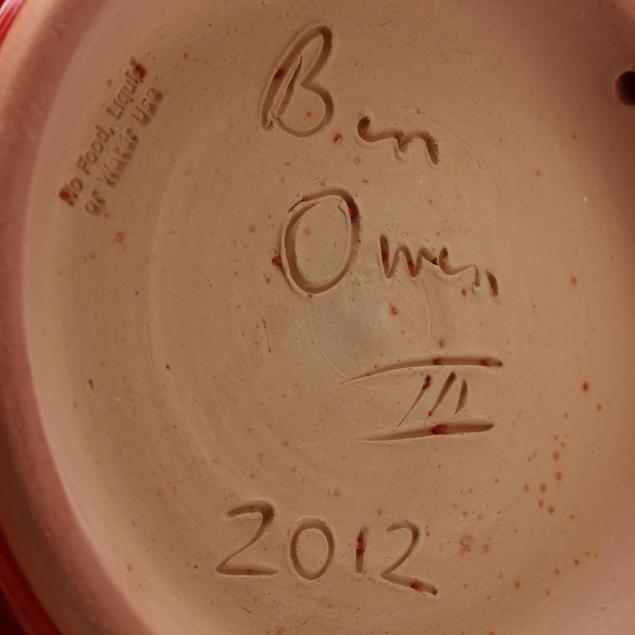 No Food, Liquid
or Water Use
Ben
Owen
III
2012